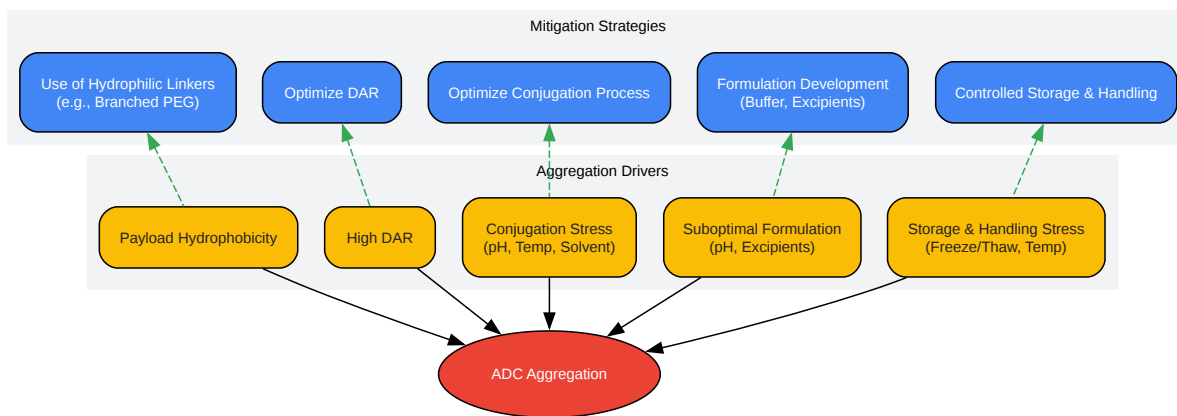 Mitigation Strategies
Use of Hydrophilic Linkers
(e.g., Branched PEG)
Optimize DAR
Optimize Conjugation Process
Formulation Development
(Buffer, Excipients)
Controlled Storage & Handling
Aggregation Drivers
Payload Hydrophobicity
High DAR
Conjugation Stress
(pH, Temp, Solvent)
Suboptimal Formulation
(pH, Excipients)
Storage & Handling Stress
(Freeze/Thaw, Temp)
ADC Aggregation